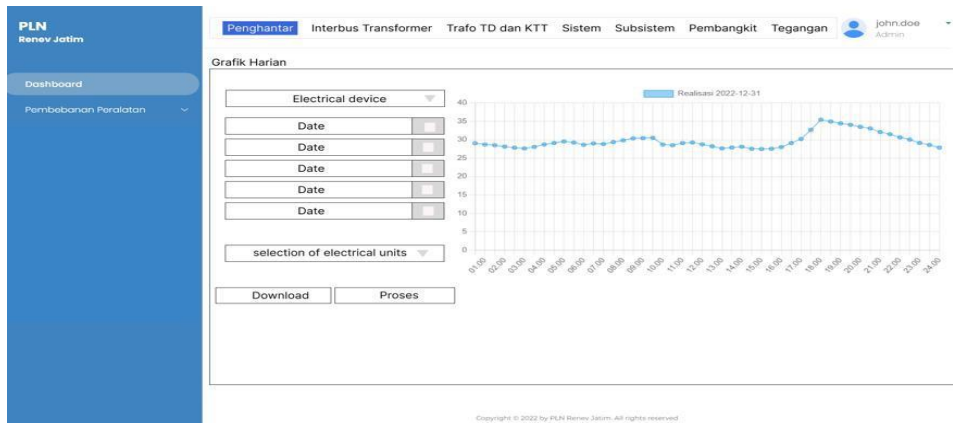 PLN
Renev Jatim
Dashboard
Pembebanan Peralatan
Penghantar Interbus Transformer Trafo TD dan KTT Sistem Subsistem Pembangkit Tegangan
john.doe
Admin
Grafik Harian
Electrical device
Date
Date
Date
Date
Date
selection of electrical units
Download Proses
Realisasi 2022-12-31
40
35
30
25
20
15
10
5
0
01.00 02.00 03.00 04.00 05.00 06.00 07.00 08.00 09.00 10.00 11.00 12.00 13.00 14.00 15.00 16.00 17.00 18.00 19.00 20.00 21.00 22.00 23.00 24.00
Copyright © 2022 by PLN Renev Jatim. All rights reserved